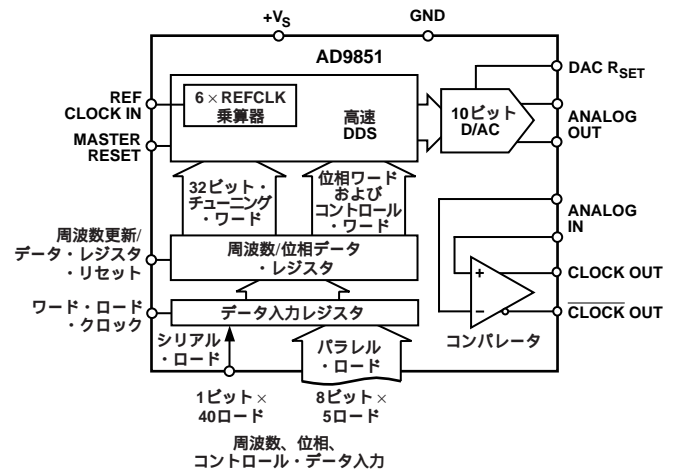 +VS
GND
AD9851
REF
CLOCK IN
MASTER
RESET
6×REFCLK
乗算器
高速
DDS
10ビット
D/AC
DAC RSET
ANALOG
OUT
32ビット・
チューニング
・ワード
位相ワード
および
コントロール
・ワード
ANALOG
IN
周波数更新/
データ・レジスタ
・リセット
周波数/位相データ
・レジスタ
+
−
CLOCK OUT
CLOCK OUT
コンパレータ
ワード・ロード
・クロック
データ入力レジスタ
シリアル
・ロード
パラレル
・ロード
1ビット×
40ロード
8ビット×
5ロード
周波数、位相、
コントロール・データ入力